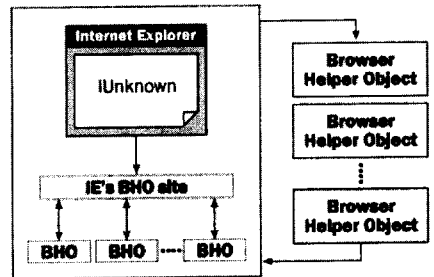 Internet Explorer
IUnknown
IE's BHO site
BHO
BHO
BHO
Browser
Helper Object
Browser
Helper Object
Browser
Helper Object